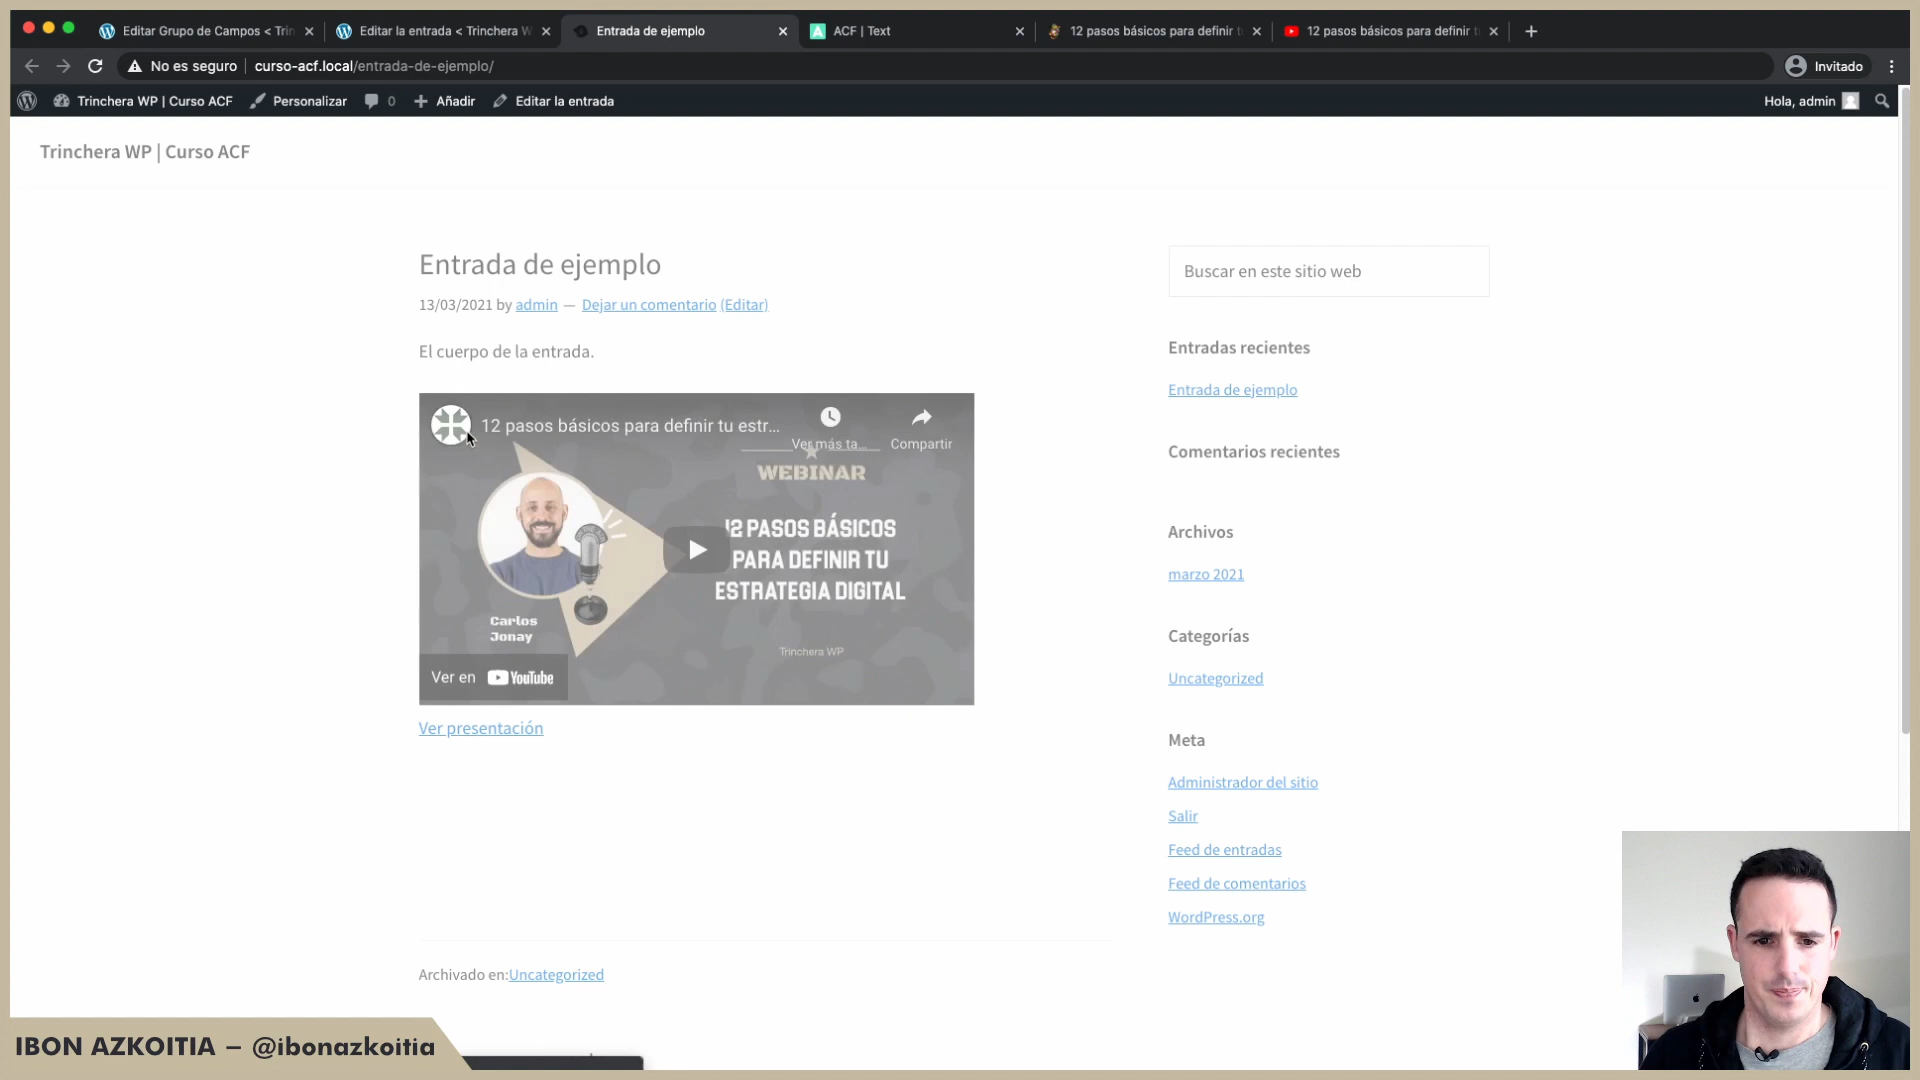 Editar Grupo de Campos < Trin
Editar la entrada < Trinchera W
Entrada de ejemplo
ACF | Text
12 pasos básicos para definir t
12 pasos básicos para definir t
No es seguro
curso-acf.local/entrada-de-ejemplo/
Invitado
Trinchera WP | Curso ACF
Personalizar
0
Añadir
Editar la entrada
Hola, admin
Trinchera WP | Curso ACF
Entrada de ejemplo
13/03/2021 by admin — Dejar un comentario (Editar)
El cuerpo de la entrada.
12 pasos básicos para definir tu estr...
Ver más ta...
Compartir
WEBINAR
12 PASOS BÁSICOS
PARA DEFINIR TU
ESTRATEGIA DIGITAL
Carlos
Jonay
Trinchera WP
Ver en YouTube
Ver presentación
Archivado en:Uncategorized
Buscar en este sitio web
Entradas recientes
Entrada de ejemplo
Comentarios recientes
Archivos
marzo 2021
Categorías
Uncategorized
Meta
Administrador del sitio
Salir
Feed de entradas
Feed de comentarios
WordPress.org
IBON AZKOITIA – @ibonazkoitia